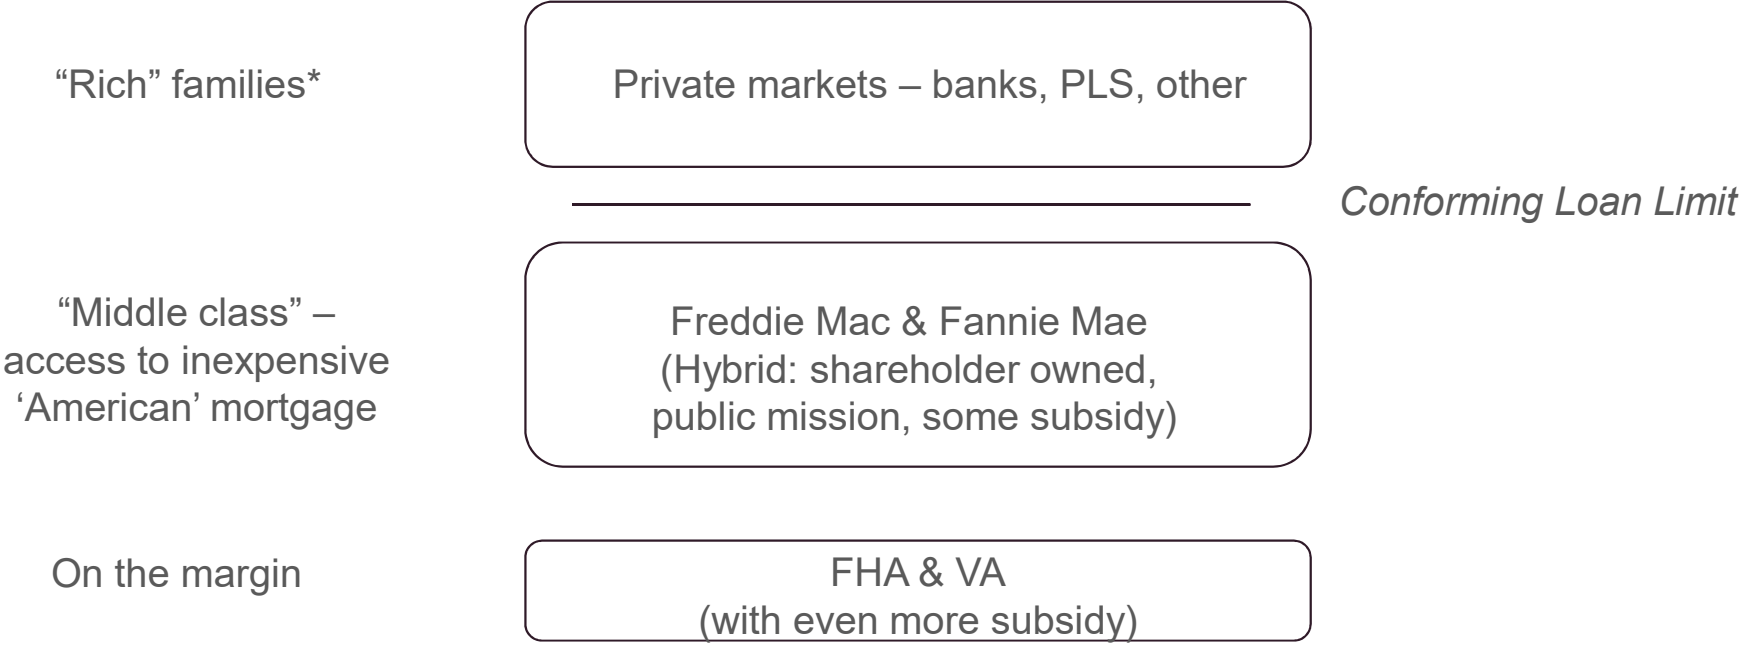 “Rich” families*
Private markets – banks, PLS, other
Conforming Loan Limit
“Middle class” –
access to inexpensive
‘American’ mortgage
Freddie Mac & Fannie Mae
(Hybrid: shareholder owned,
public mission, some subsidy)
On the margin
FHA & VA
(with even more subsidy)